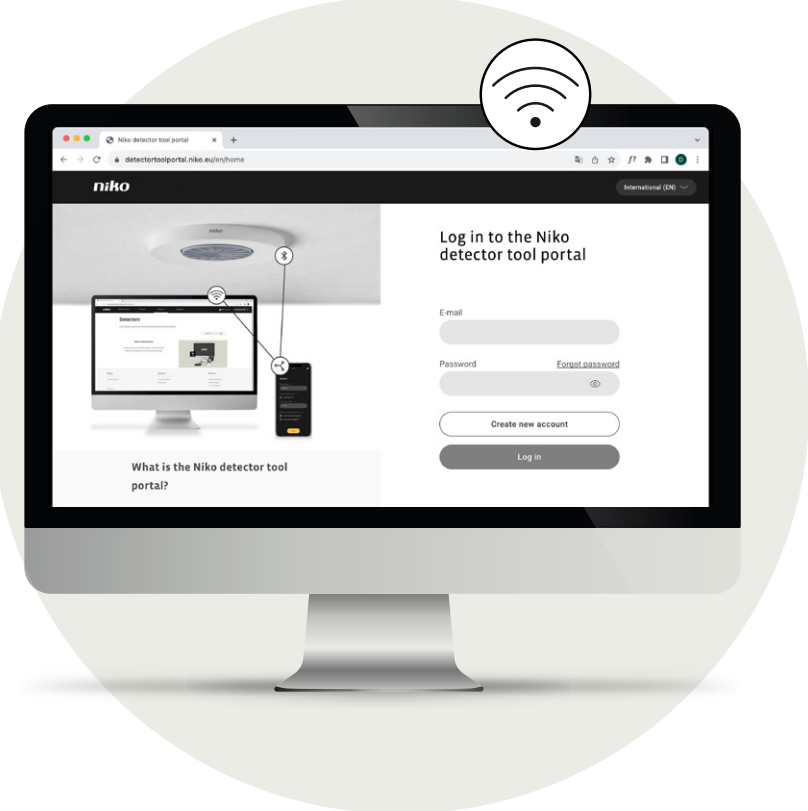 Niko detector tool portal
detectortoolportal.niko.eu/en/home
niko
International (EN)
niko
Detectors
What is the Niko detector tool
portal?
Log in to the Niko
detector tool portal
E-mail
Password Forgot password
Create new account
Log in